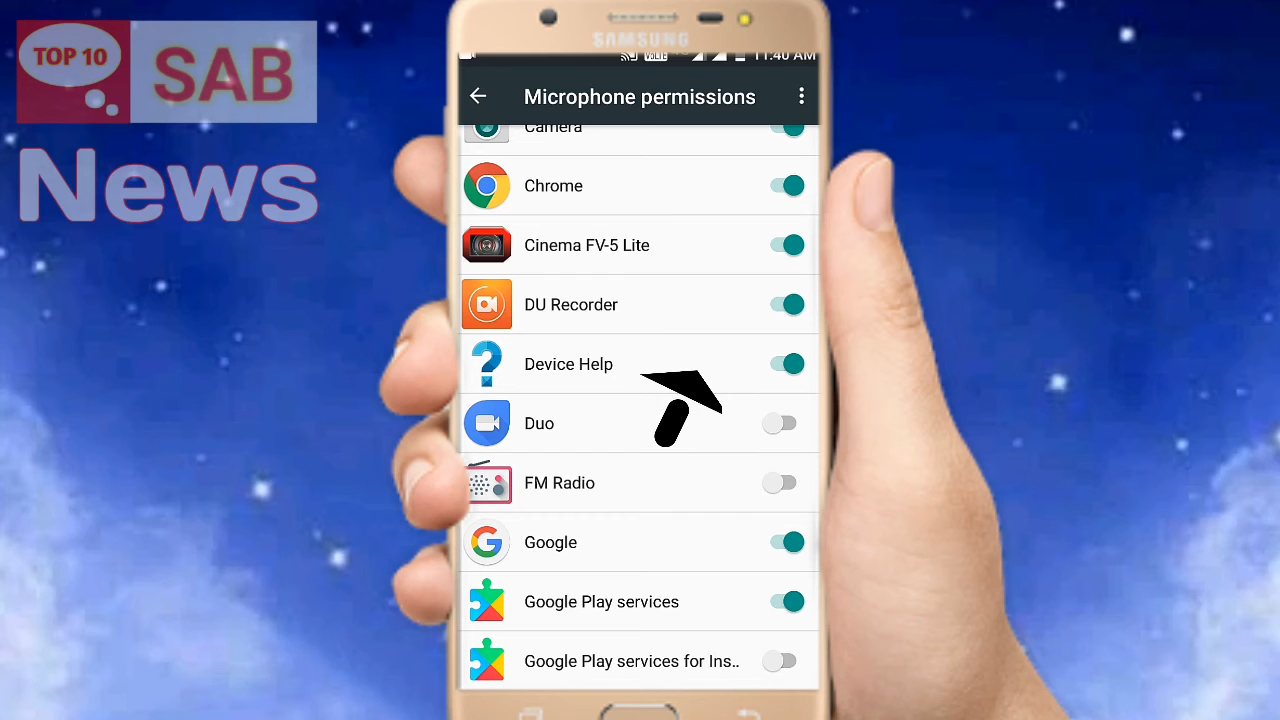 TOP 10
SAB
News
SAMSUNG
VoLTE
11:40 AM
Microphone permissions
Camera
Chrome
Cinema FV-5 Lite
DU Recorder
Device Help
Duo
FM Radio
Google
Google Play services
Google Play services for Ins..